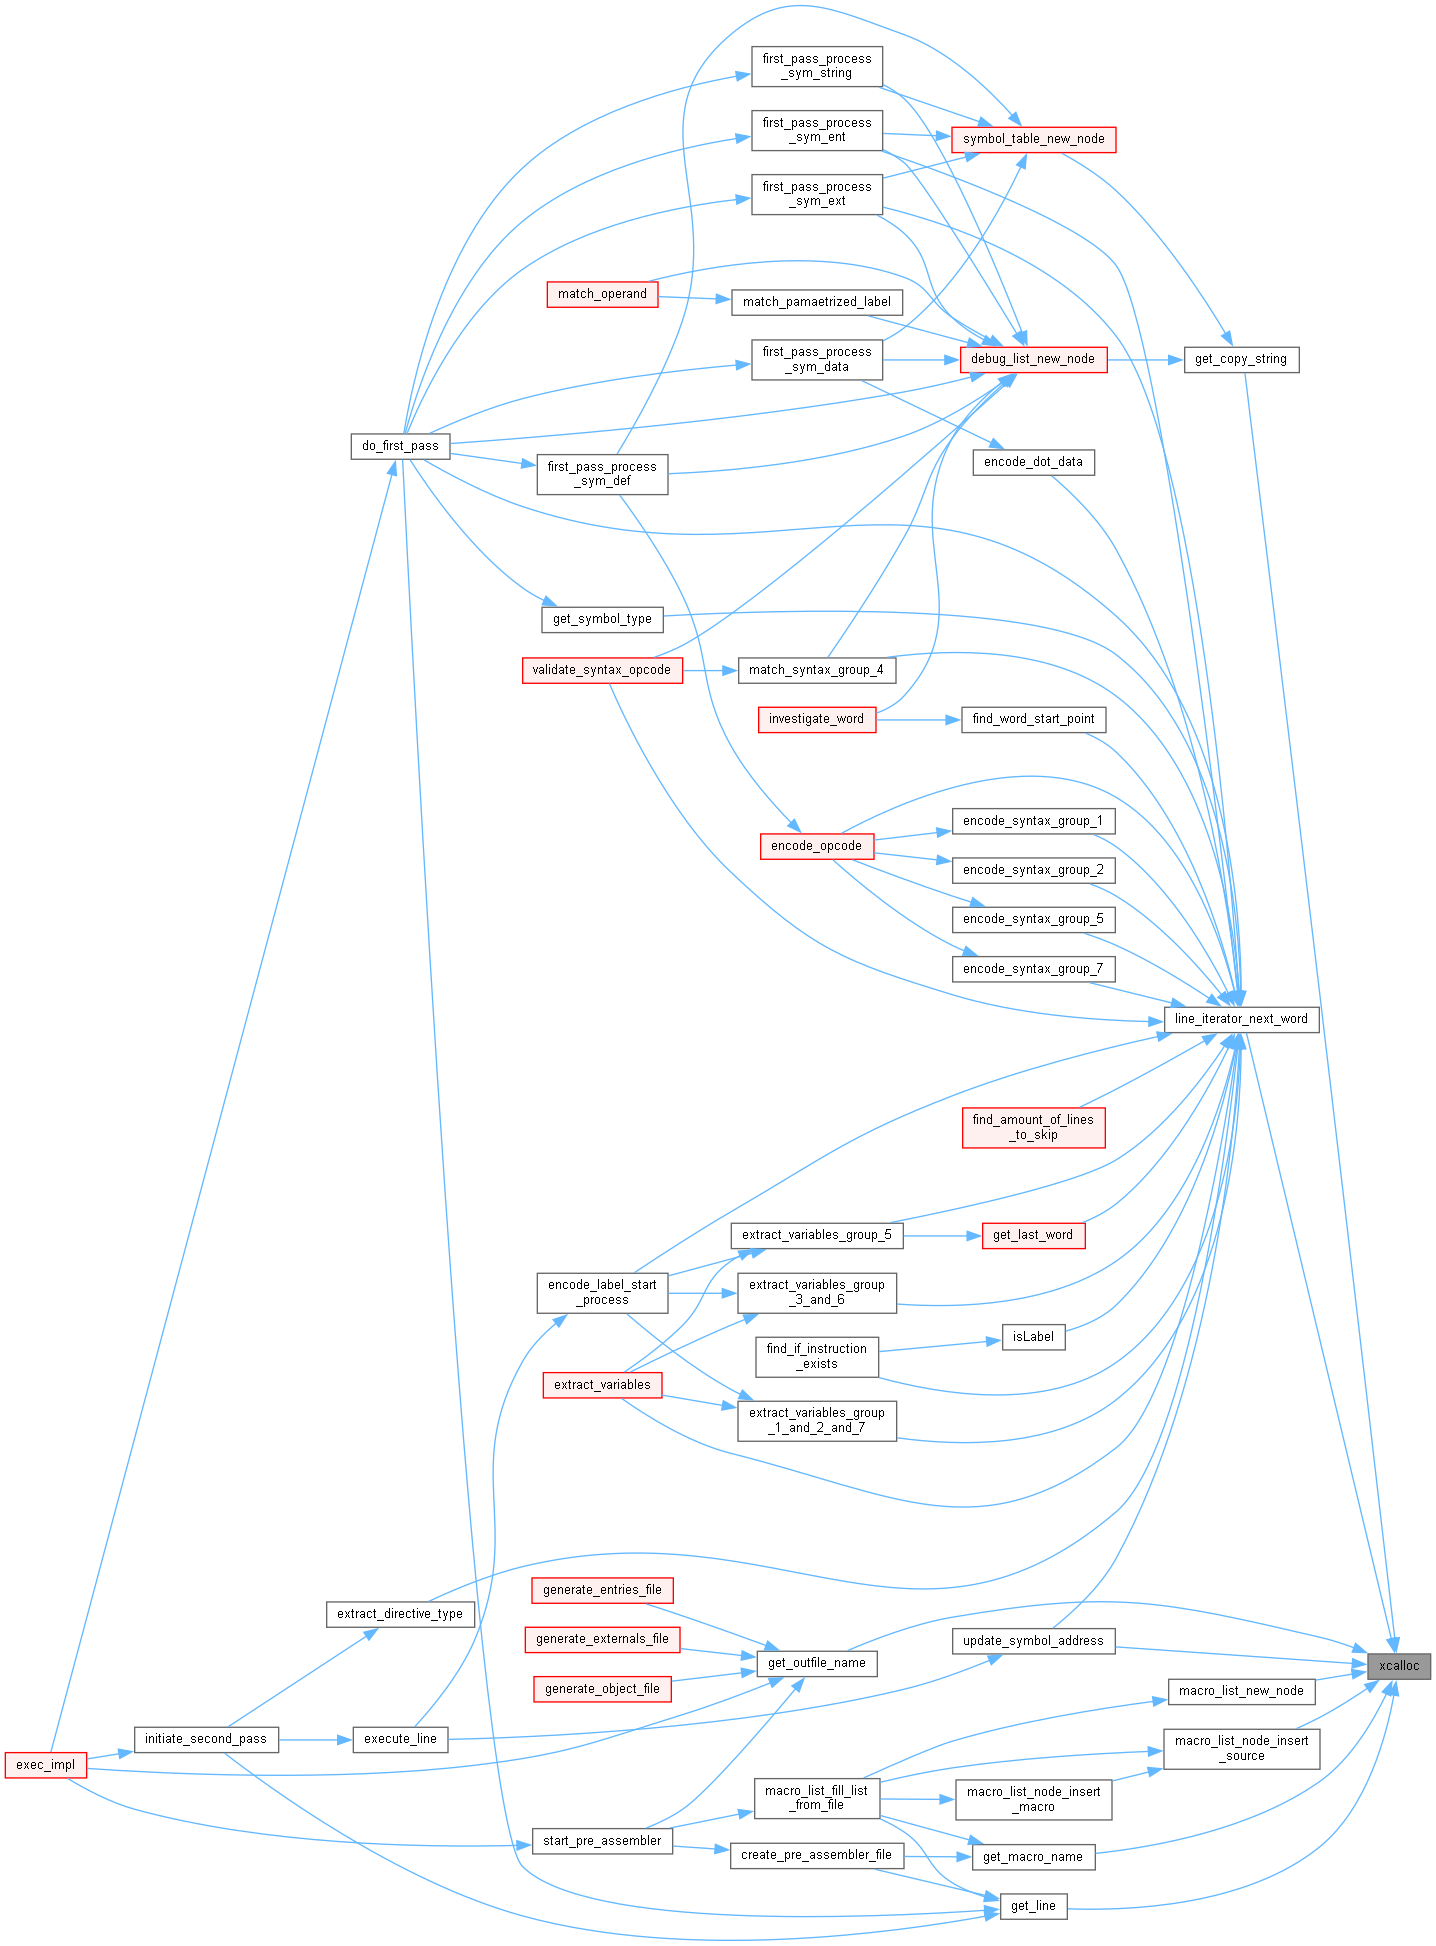 first_pass_process
_sym_string
first_pass_process
_sym_ent
symbol_table_new_node
first_pass_process
_sym_ext
match_operand
match_pamaetrized_label
first_pass_process
_sym_data
debug_list_new_node
get_copy_string
do_first_pass
first_pass_process
_sym_def
encode_dot_data
get_symbol_type
validate_syntax_opcode
match_syntax_group_4
investigate_word
find_word_start_point
encode_syntax_group_1
encode_opcode
encode_syntax_group_2
encode_syntax_group_5
encode_syntax_group_7
line_iterator_next_word
find_amount_of_lines
_to_skip
extract_variables_group_5
get_last_word
encode_label_start
_process
extract_variables_group
_3_and_6
isLabel
find_if_instruction
_exists
extract_variables
extract_variables_group
_1_and_2_and_7
generate_entries_file
extract_directive_type
generate_externals_file
update_symbol_address
get_outfile_name
xcalloc
generate_object_file
macro_list_new_node
initiate_second_pass
execute_line
macro_list_node_insert
_source
exec_impl
macro_list_fill_list
_from_file
macro_list_node_insert
_macro
start_pre_assembler
create_pre_assembler_file
get_macro_name
get_line